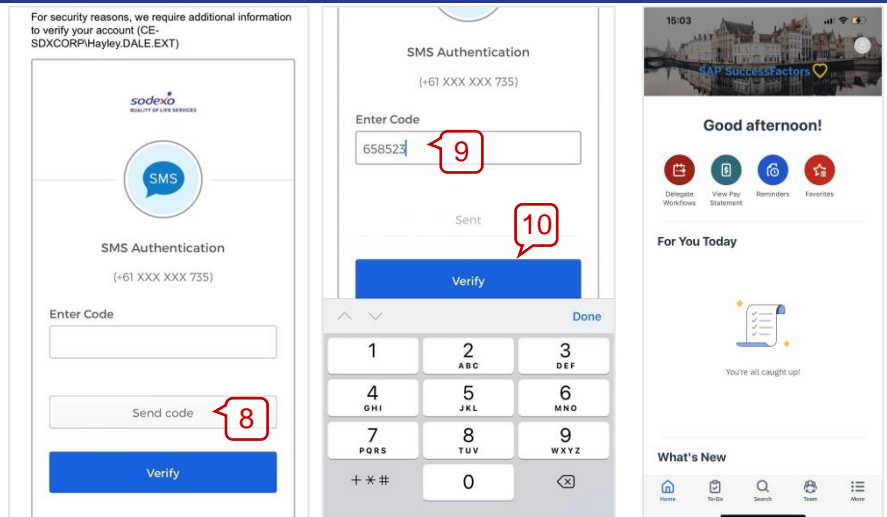 For security reasons, we require additional information
to verify your account (CE-
SDXCORP\Hayley.DALE.EXT)
sodexo
QUALITY OF LIFE SERVICES
SMS
SMS Authentication
(+61 XXX XXX 735)
Enter Code
Send code
8
Verify
SMS Authentication
(+61 XXX XXX 735)
Enter Code
658523
9
Sent
10
Verify
Done
1
2
ABC
3
DEF
4
GHI
5
JKL
6
MNO
7
PQRS
8
TUV
9
WXYZ
+ * #
0
15:03
SAP SuccessFactors
Good afternoon!
Delegate
Workflows
View Pay
Statement
Reminders
Favorites
For You Today
You're all caught up!
What's New
Home
To-Do
Search
Team
More